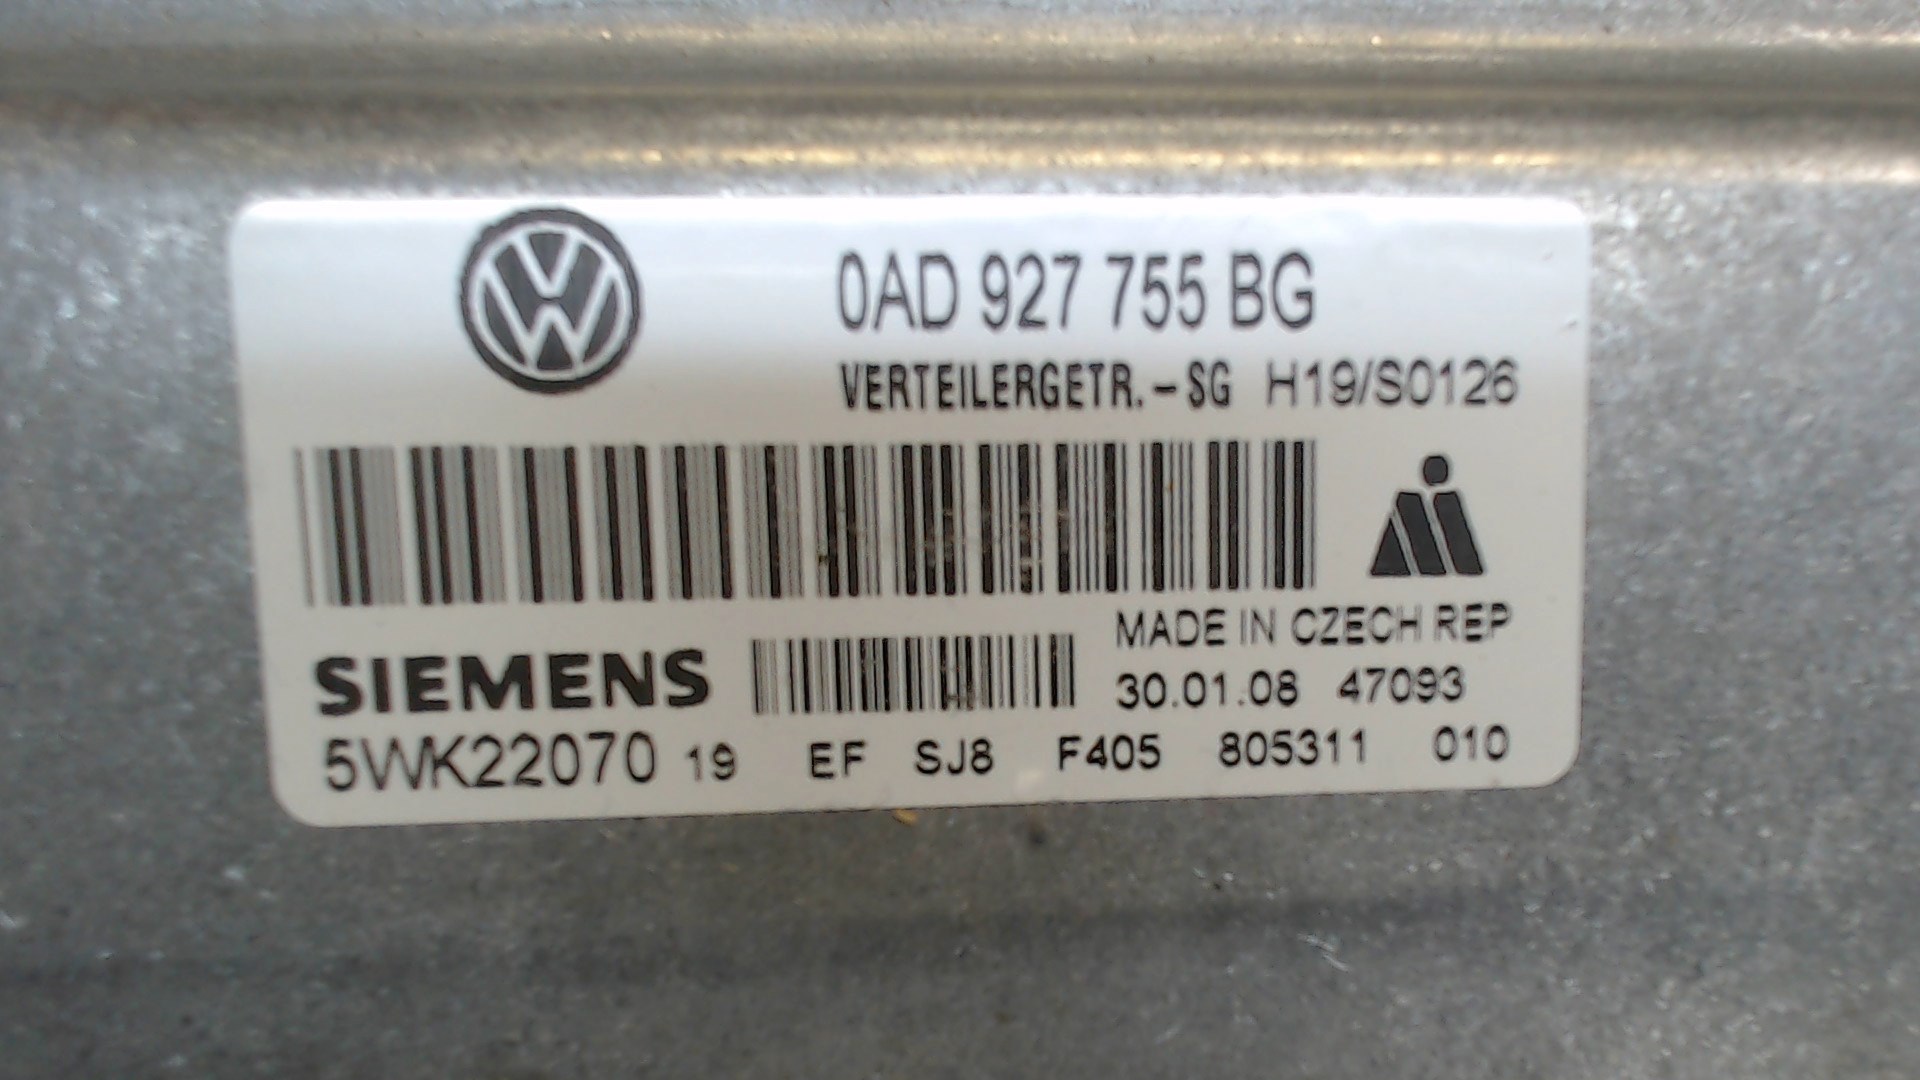 0AD 927 755 BG
VERTEILERGETR.-SG H19/S0126
MADE IN CZECH REP
SIEMENS 30.01.08 47093
5WK22070 19 EF SJ8 F405 805311 010